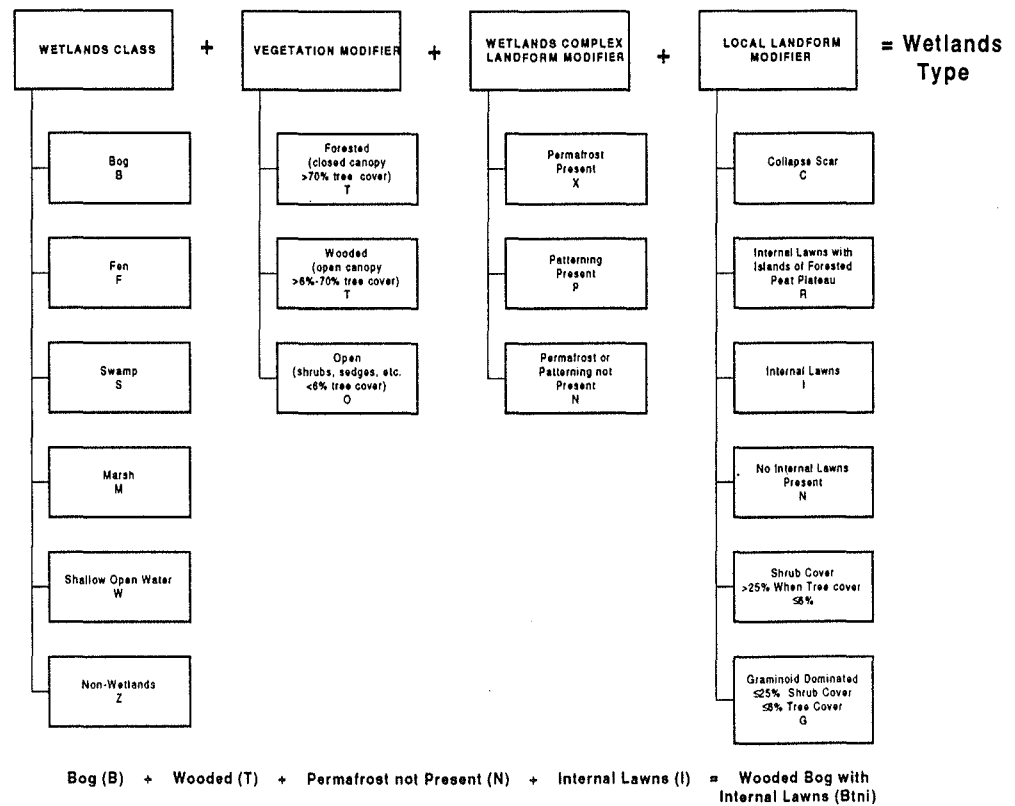 WETLANDS CLASS
+
VEGETATION MODIFIER
+
WETLANDS COMPLEX
LANDFORM MODIFIER
+
LOCAL LANDFORM
MODIFIER
= Wetlands
Type
Bog
B
Fen
F
Swamp
S
Marsh
M
Shallow Open Water
W
Non-Wetlands
Z
Forested
(closed canopy
>70% tree cover)
T
Wooded
(open canopy
>6%-70% tree cover)
T
Open
(shrubs, sedges, etc.
<6% tree cover)
O
Permafrost
Present
X
Patterning
Present
P
Permafrost or
Patterning not
Present
N
Collapse Scar
C
Internal Lawns with
Islands of Forested
Peat Plateau
R
Internal Lawns
I
No Internal Lawns
Present
N
Shrub Cover
>25% When Tree cover
≤6%
Graminoid Dominated
≤25% Shrub Cover
≤6% Tree Cover
G
Bog (B) + Wooded (T) + Permafrost not Present (N) + Internal Lawns (I) = Wooded Bog with
Internal Lawns (Btni)